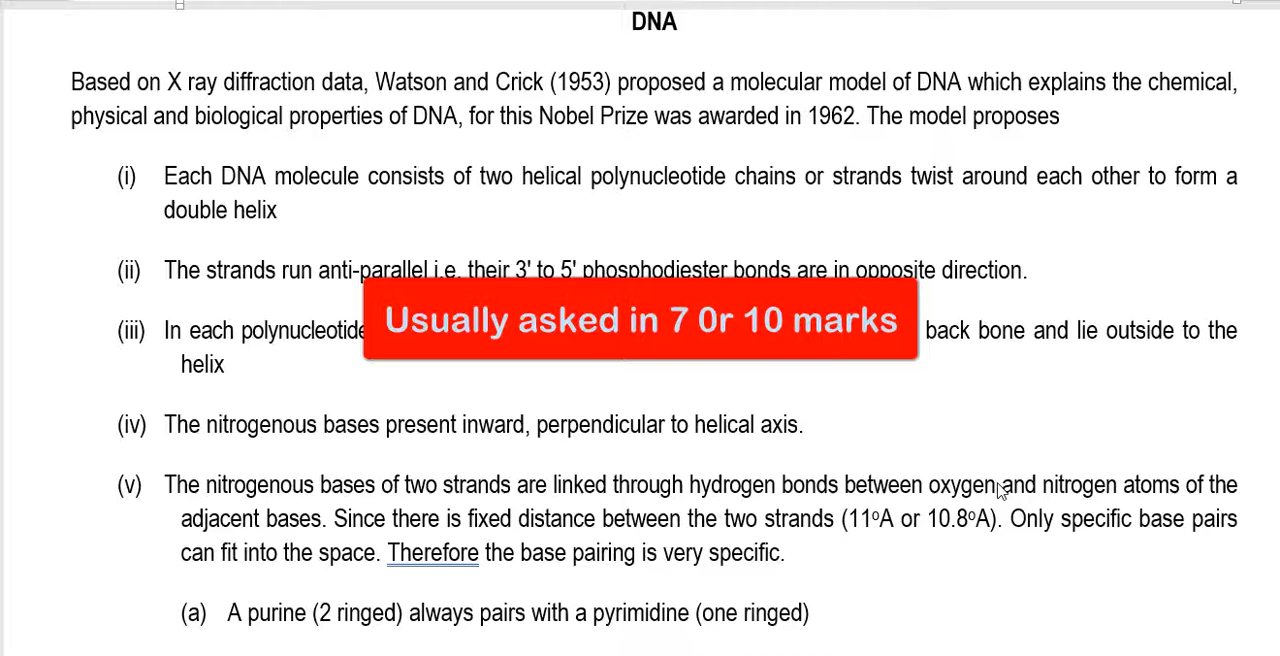 DNA
Based on X ray diffraction data, Watson and Crick (1953) proposed a molecular model of DNA which explains the chemical,
physical and biological properties of DNA, for this Nobel Prize was awarded in 1962. The model proposes
(i) Each DNA molecule consists of two helical polynucleotide chains or strands twist around each other to form a
double helix
(ii) The strands run anti-parallel i.e. their 3' to 5' phosphodiester bonds are in opposite direction.
Usually asked in 7 0r 10 marks
(iii) In each polynucleotide back bone and lie outside to the
helix
(iv) The nitrogenous bases present inward, perpendicular to helical axis.
(v) The nitrogenous bases of two strands are linked through hydrogen bonds between oxygen and nitrogen atoms of the
adjacent bases. Since there is fixed distance between the two strands (11ºA or 10.8ºA). Only specific base pairs
can fit into the space. Therefore the base pairing is very specific.
(a) A purine (2 ringed) always pairs with a pyrimidine (one ringed)